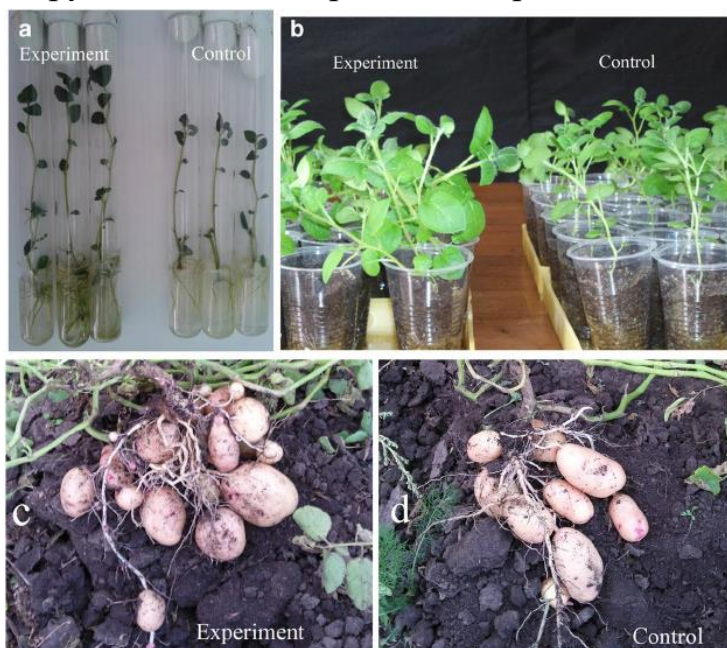 a
Experiment
Control
b
Experiment
Control
c
Experiment
d
Control